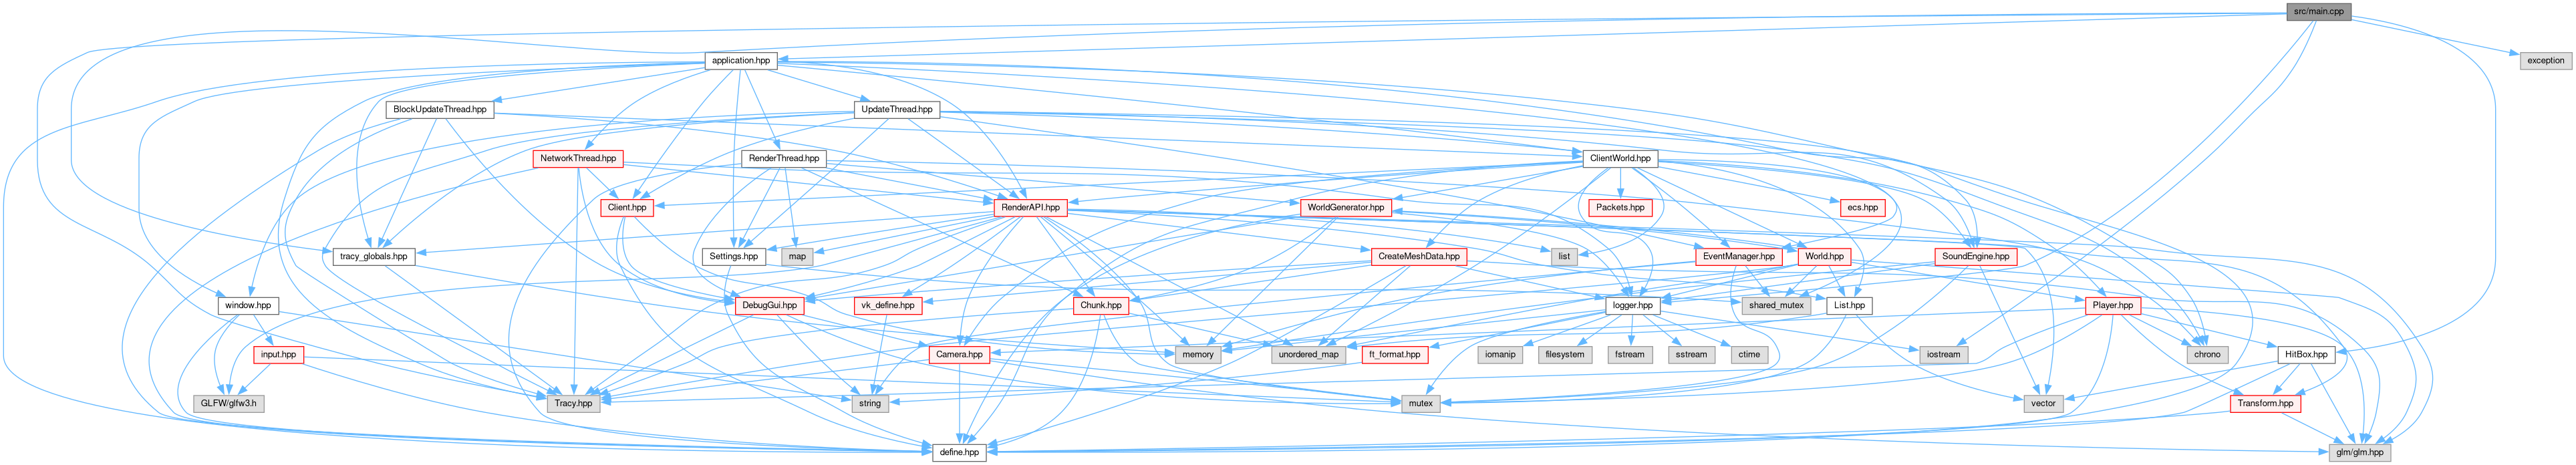 src/main.cpp
application.hpp
exception
BlockUpdateThread.hpp
UpdateThread.hpp
NetworkThread.hpp
RenderThread.hpp
ClientWorld.hpp
Client.hpp
RenderAPI.hpp
WorldGenerator.hpp
Packets.hpp
ecs.hpp
tracy_globals.hpp
Settings.hpp
map
CreateMeshData.hpp
list
EventManager.hpp
World.hpp
SoundEngine.hpp
window.hpp
DebugGui.hpp
vk_define.hpp
Chunk.hpp
logger.hpp
shared_mutex
List.hpp
Player.hpp
input.hpp
Camera.hpp
memory
unordered_map
ft_format.hpp
iomanip
filesystem
fstream
sstream
ctime
iostream
chrono
HitBox.hpp
GLFW/glfw3.h
Tracy.hpp
string
mutex
vector
Transform.hpp
define.hpp
glm/glm.hpp